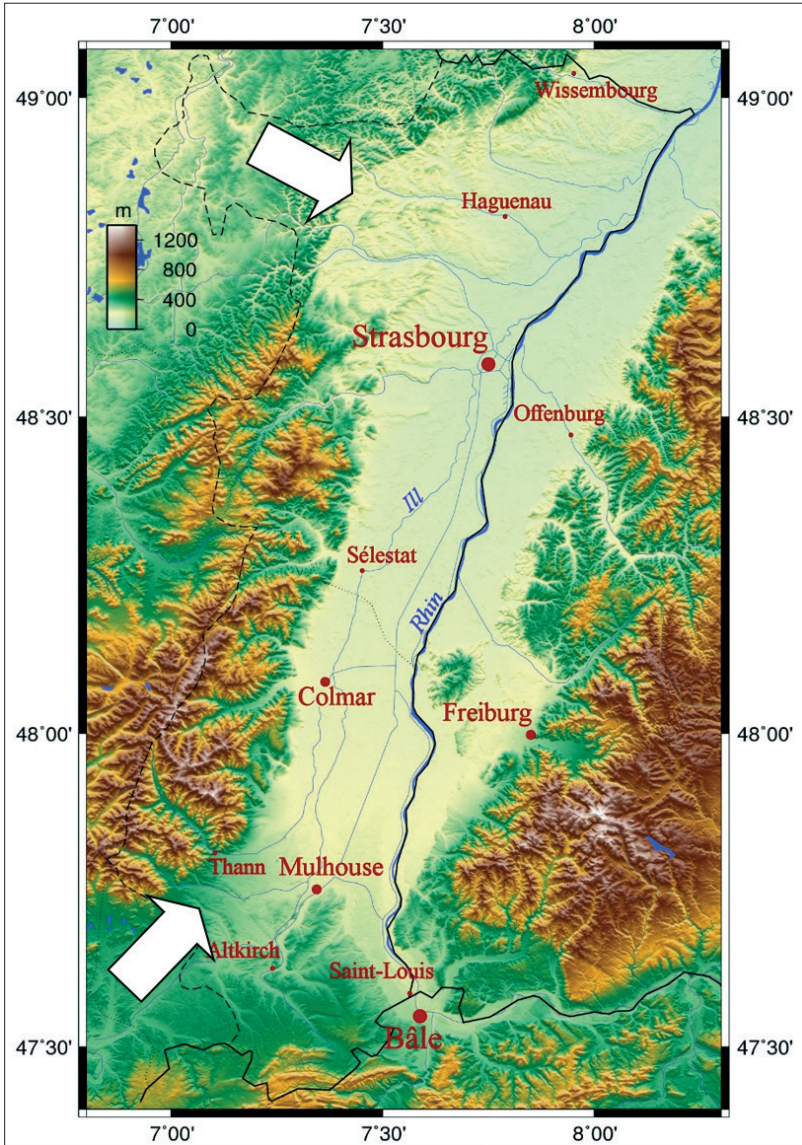 7°00' 7°30' 8°00'
49°00' 49°00'
Wissembourg
Haguenau
m
1200
800
400
0
Strasbourg
48°30' 48°30'
Offenburg
Ill
Sélestat
Rhin
Colmar
Freiburg
48°00' 48°00'
Thann
Mulhouse
Altkirch
Saint-Louis
Bâle
47°30' 47°30'
7°00' 7°30' 8°00'